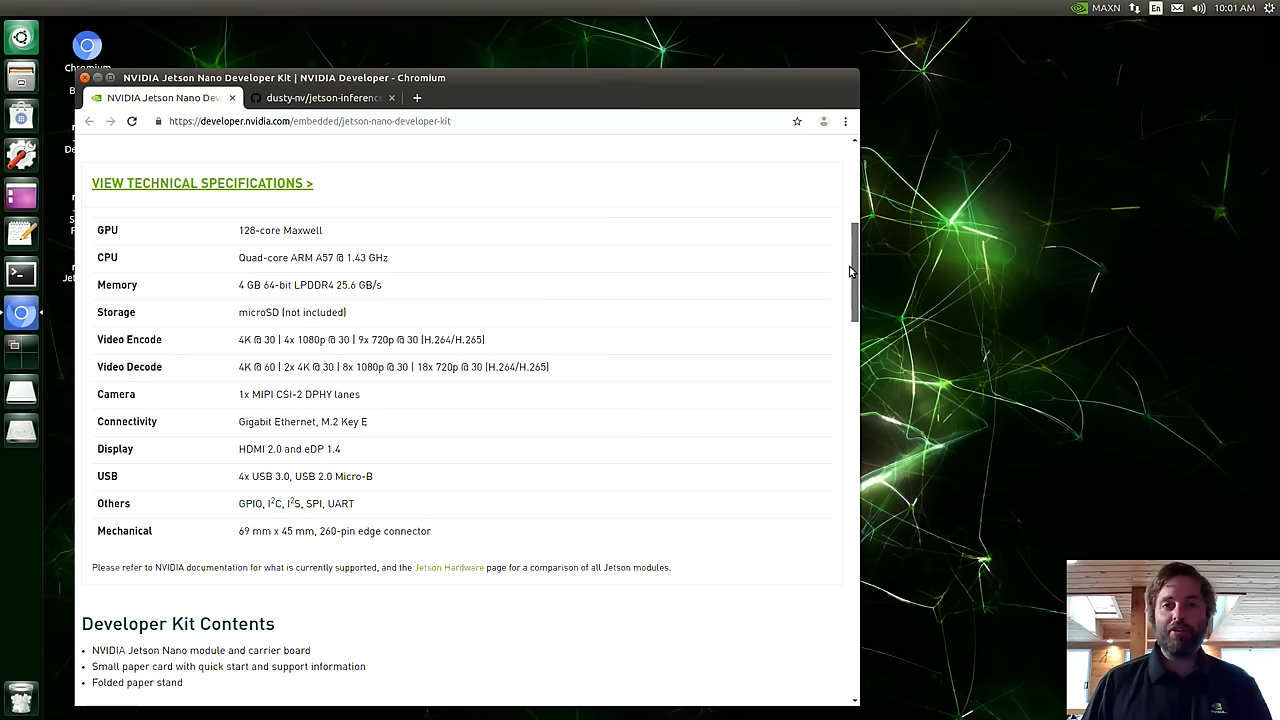 MAXN En 10:01 AM
NVIDIA Jetson Nano Developer Kit | NVIDIA Developer - Chromium
NVIDIA Jetson Nano Dev
dusty-nv/jetson-inference
https://developer.nvidia.com/embedded/jetson-nano-developer-kit
VIEW TECHNICAL SPECIFICATIONS >
GPU 128-core Maxwell
CPU Quad-core ARM A57 @ 1.43 GHz
Memory 4 GB 64-bit LPDDR4 25.6 GB/s
Storage microSD (not included)
Video Encode 4K @ 30 | 4x 1080p @ 30 | 9x 720p @ 30 (H.264/H.265)
Video Decode 4K @ 60 | 2x 4K @ 30 | 8x 1080p @ 30 | 18x 720p @ 30 (H.264/H.265)
Camera 1x MIPI CSI-2 DPHY lanes
Connectivity Gigabit Ethernet, M.2 Key E
Display HDMI 2.0 and eDP 1.4
USB 4x USB 3.0, USB 2.0 Micro-B
Others GPIO, I²C, I²S, SPI, UART
Mechanical 69 mm x 45 mm, 260-pin edge connector
Please refer to NVIDIA documentation for what is currently supported, and the Jetson Hardware page for a comparison of all Jetson modules.
Developer Kit Contents
• NVIDIA Jetson Nano module and carrier board
• Small paper card with quick start and support information
• Folded paper stand